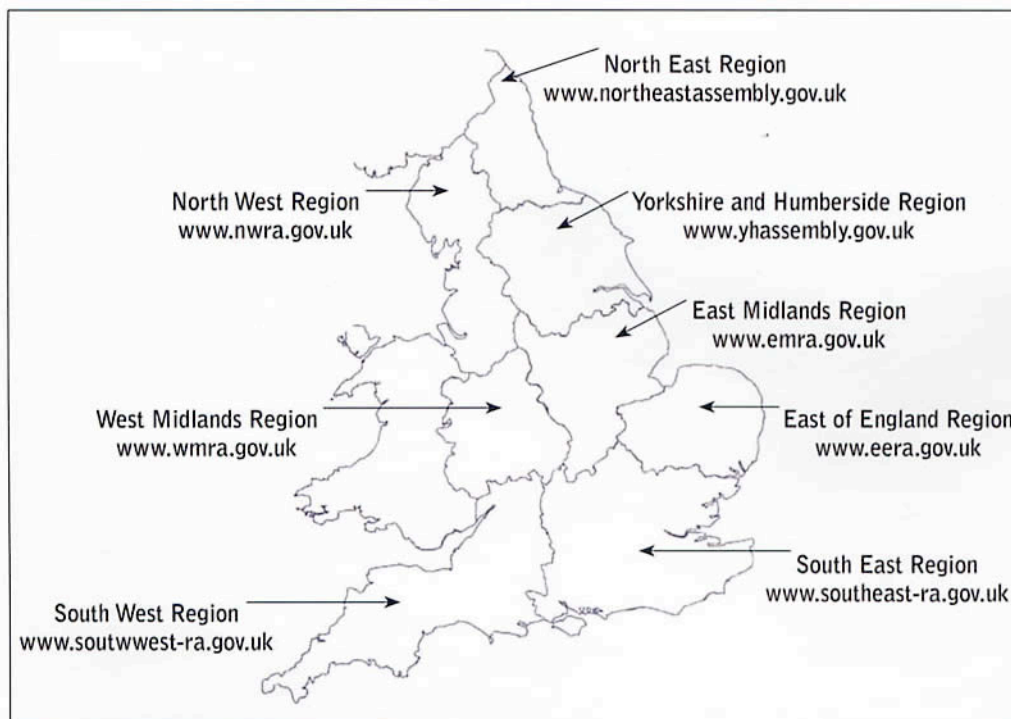 North East Region
www.northeastassembly.gov.uk
North West Region
www.nwra.gov.uk
Yorkshire and Humberside Region
www.yhassembly.gov.uk
East Midlands Region
www.emra.gov.uk
West Midlands Region
www.wmra.gov.uk
East of England Region
www.eera.gov.uk
South East Region
www.southeast-ra.gov.uk
South West Region
www.soutwwest-ra.gov.uk